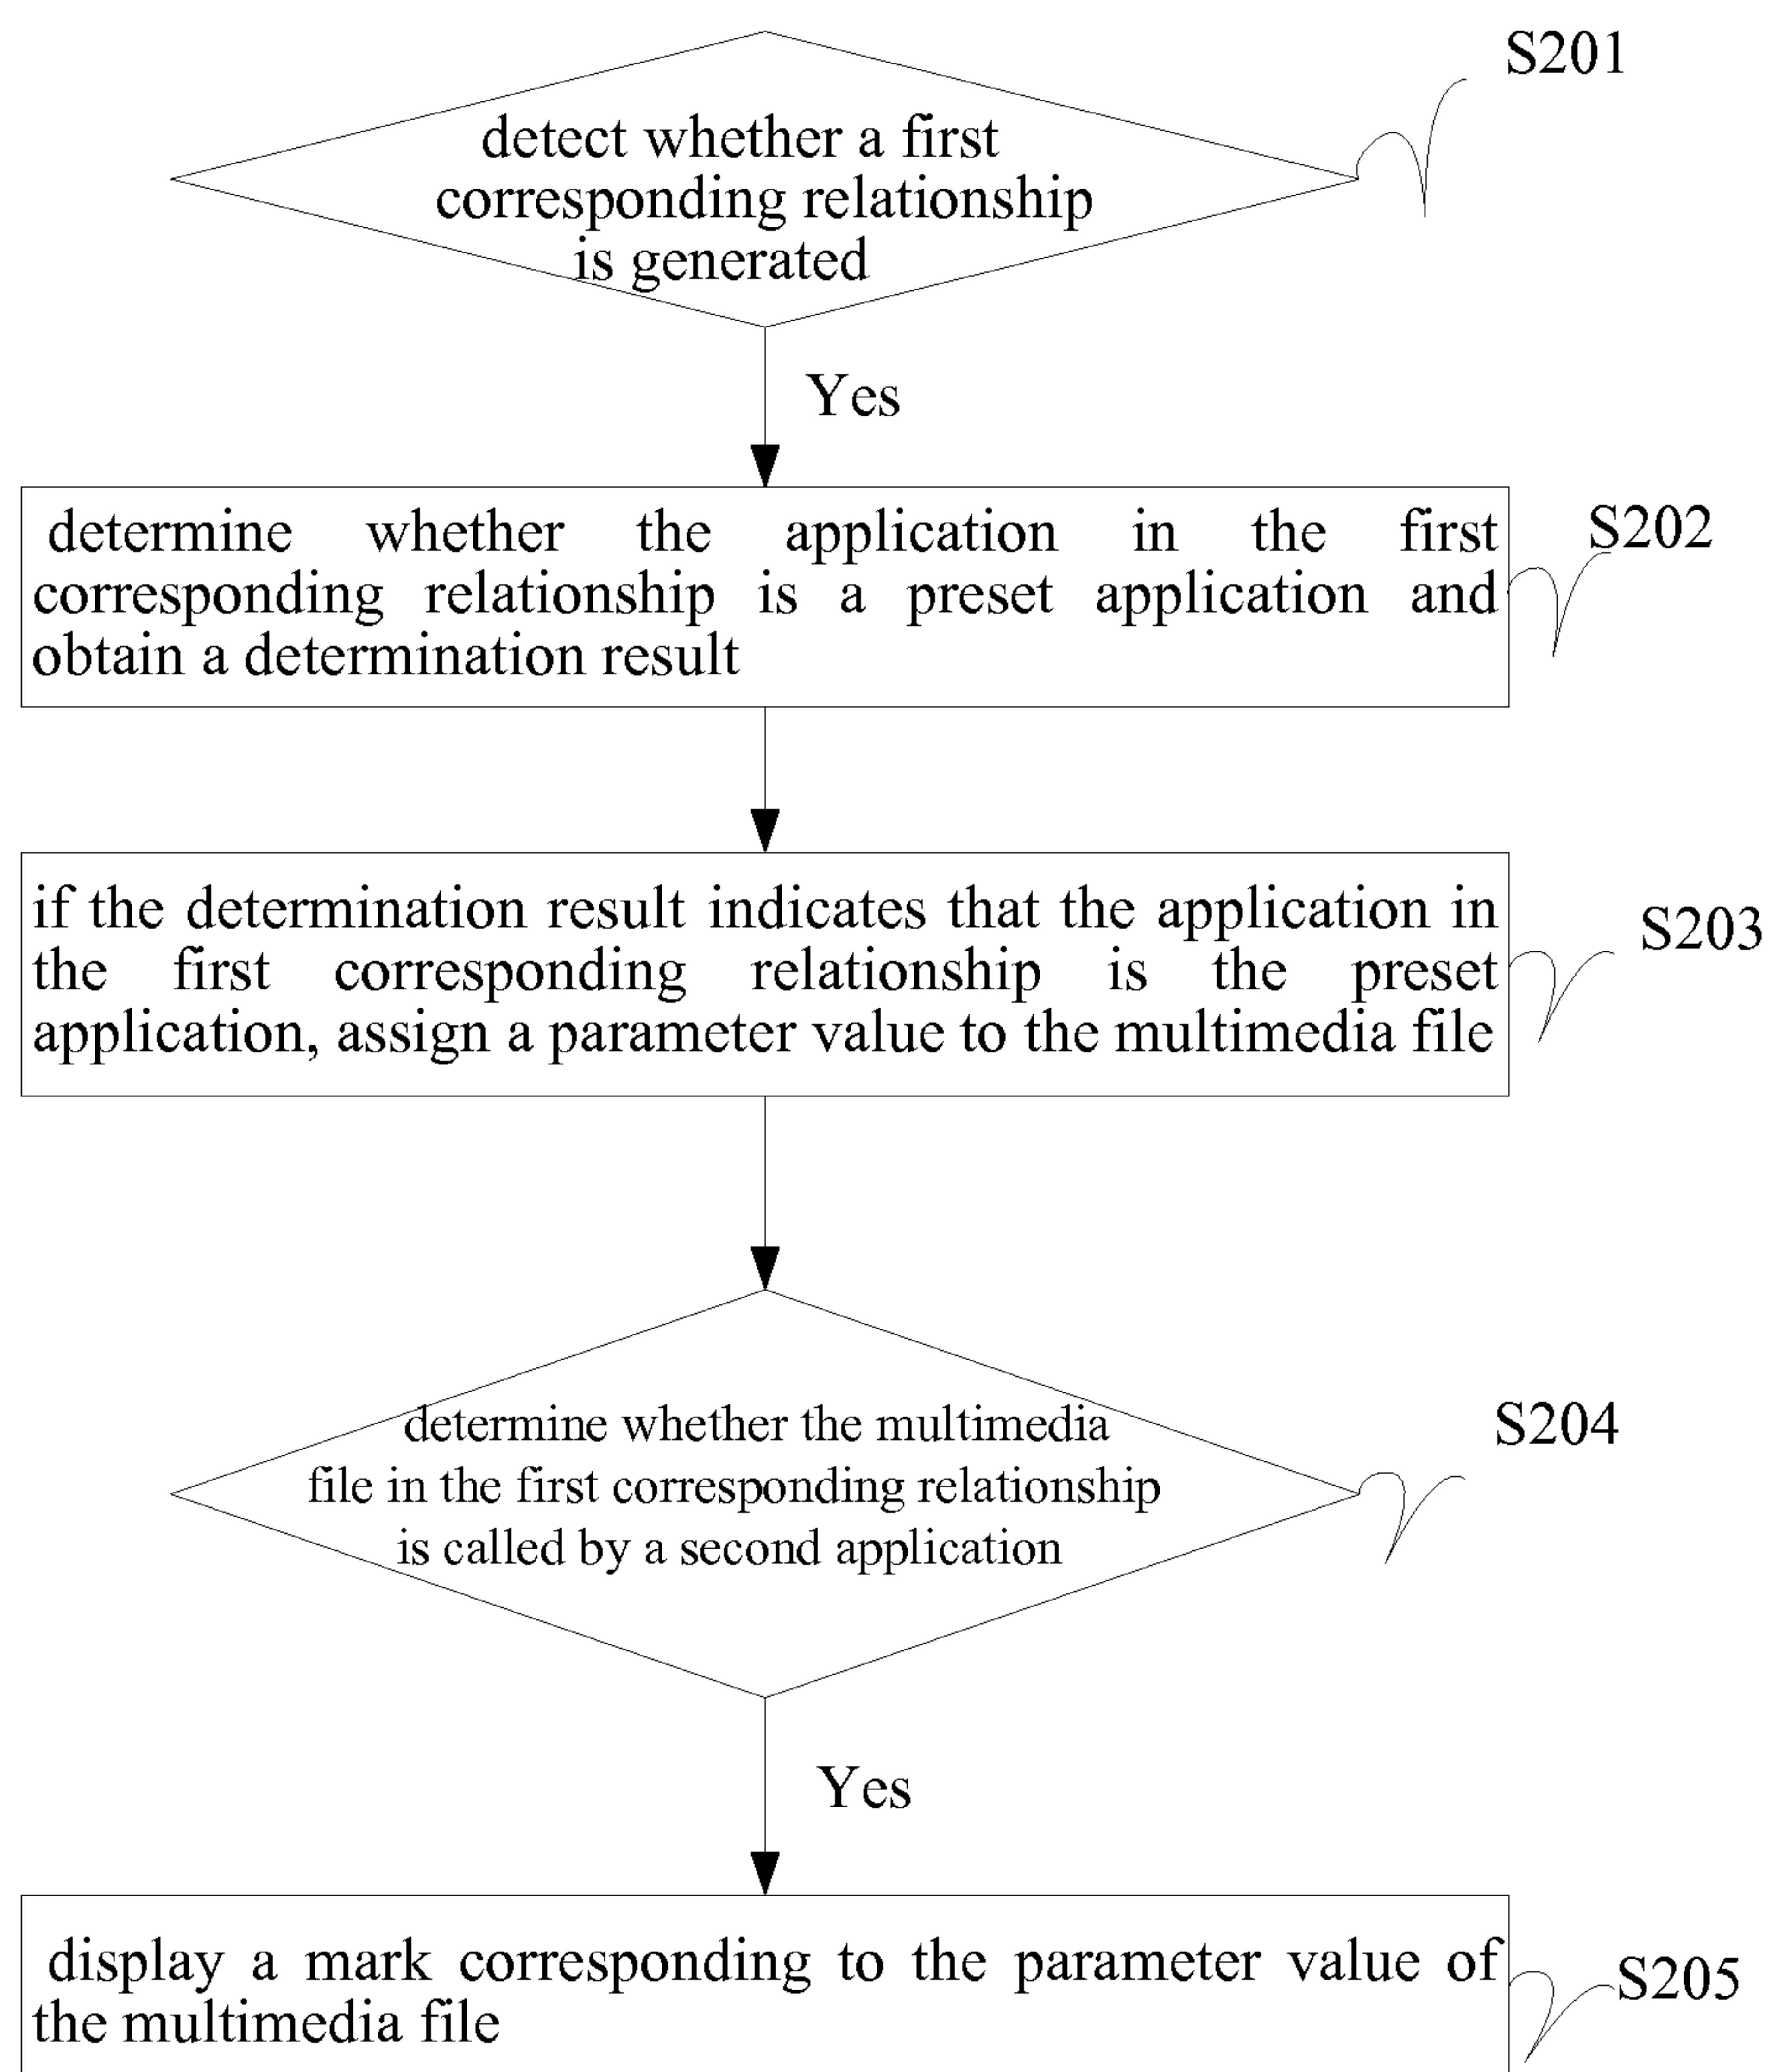 S201
detect whether a first
corresponding relationship
is generated
Yes
determine whether the application in the first
corresponding relationship is a preset application and
obtain a determination result
S202
if the determination result indicates that the application in
the first corresponding relationship is the preset
application, assign a parameter value to the multimedia file
S203
determine whether the multimedia
file in the first corresponding relationship
is called by a second application
S204
Yes
display a mark corresponding to the parameter value of
the multimedia file
S205